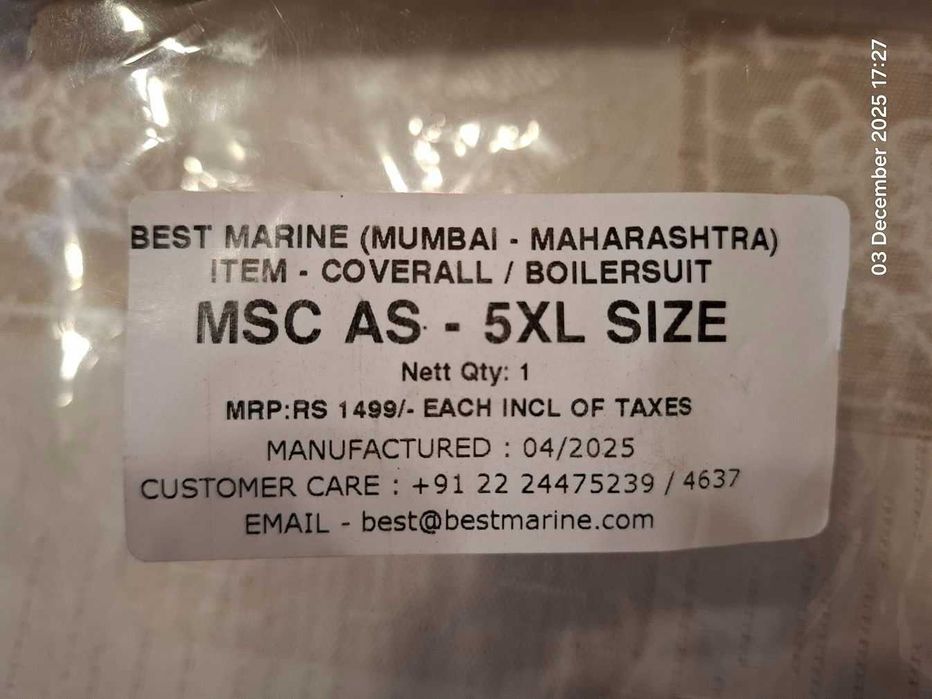 BEST MARINE (MUMBAI - MAHARASHTRA)
ITEM - COVERALL / BOILERSUIT
MSC AS - 5XL SIZE
Nett Qty: 1
MRP:RS 1499/- EACH INCL OF TAXES
MANUFACTURED : 04/2025
CUSTOMER CARE : +91 22 24475239 / 4637
EMAIL - best@bestmarine.com
03 December 2025 17:27